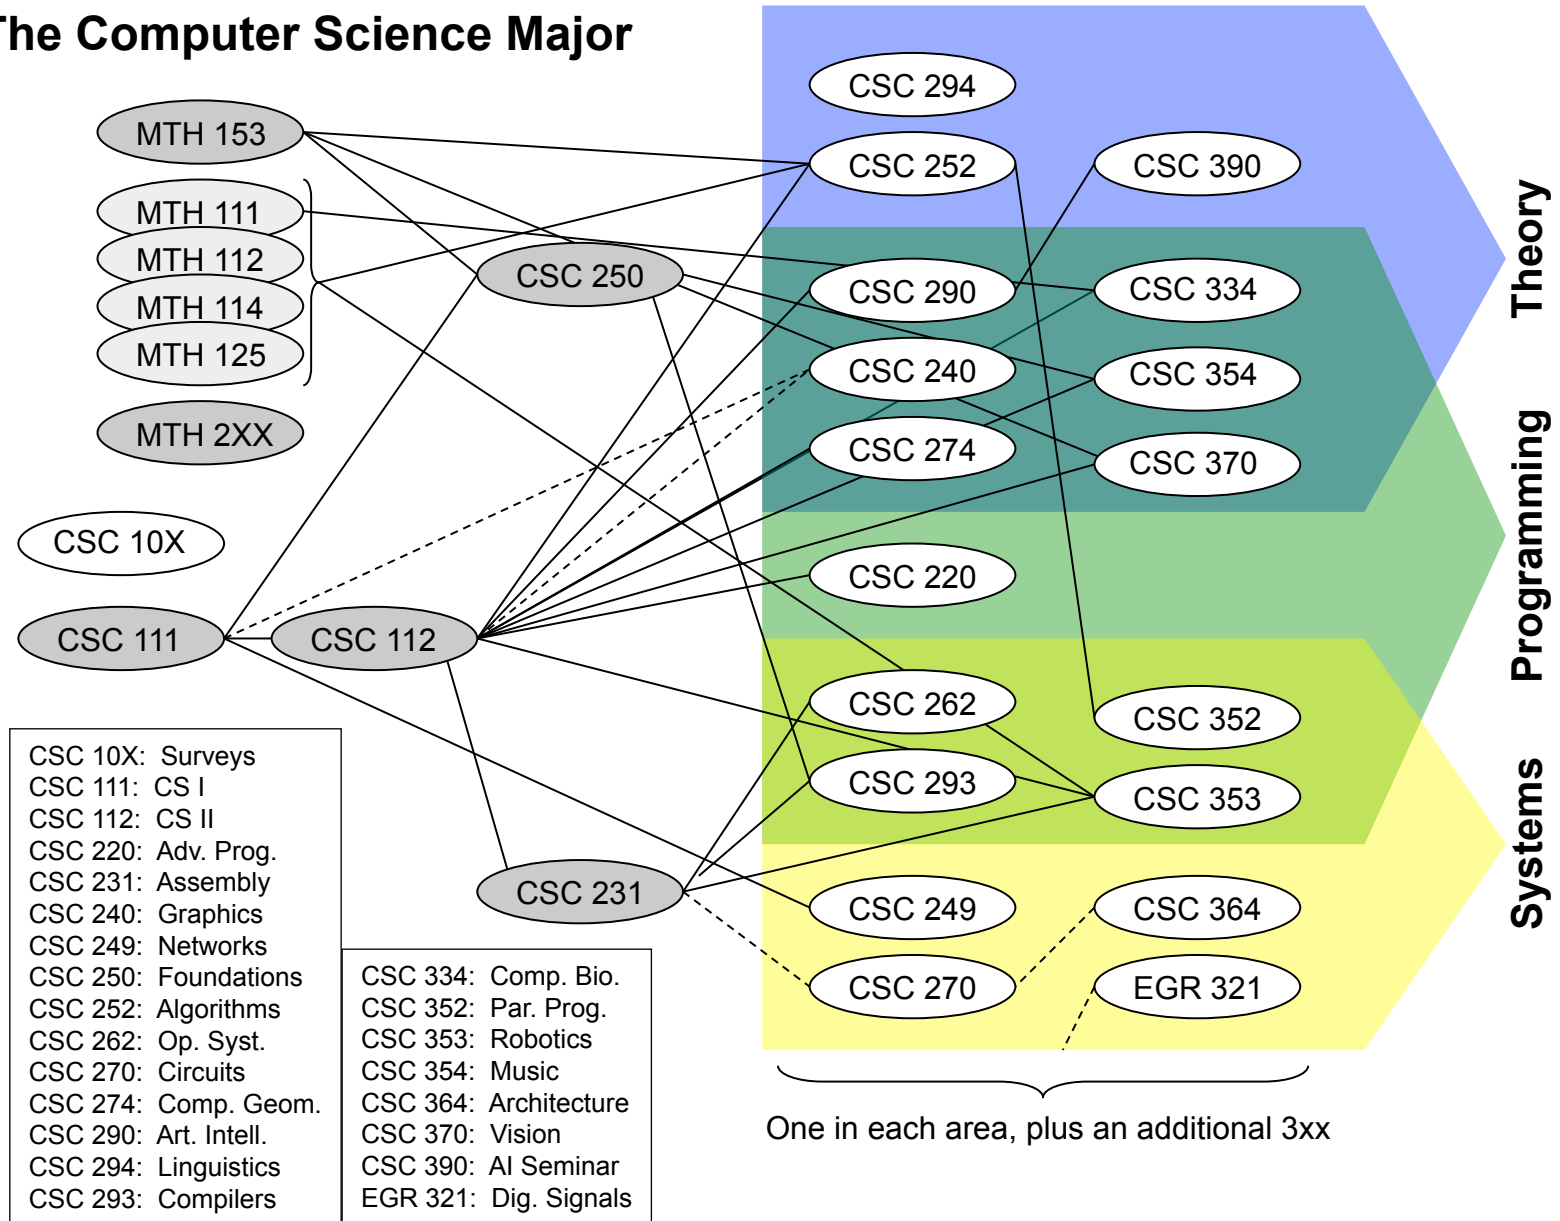 The Computer Science Major
MTH 153
MTH 111
MTH 112
MTH 114
MTH 125
MTH 2XX
CSC 10X
CSC 111
CSC 112
CSC 250
CSC 231
CSC 294
CSC 252
CSC 390
CSC 290
CSC 334
CSC 240
CSC 354
CSC 274
CSC 370
CSC 220
CSC 262
CSC 352
CSC 293
CSC 353
CSC 249
CSC 364
CSC 270
EGR 321
Theory
Programming
Systems
CSC 10X: Surveys
CSC 111: CS I
CSC 112: CS II
CSC 220: Adv. Prog.
CSC 231: Assembly
CSC 240: Graphics
CSC 249: Networks
CSC 250: Foundations
CSC 252: Algorithms
CSC 262: Op. Syst.
CSC 270: Circuits
CSC 274: Comp. Geom.
CSC 290: Art. Intell.
CSC 294: Linguistics
CSC 293: Compilers
CSC 334: Comp. Bio.
CSC 352: Par. Prog.
CSC 353: Robotics
CSC 354: Music
CSC 364: Architecture
CSC 370: Vision
CSC 390: AI Seminar
EGR 321: Dig. Signals
One in each area, plus an additional 3xx